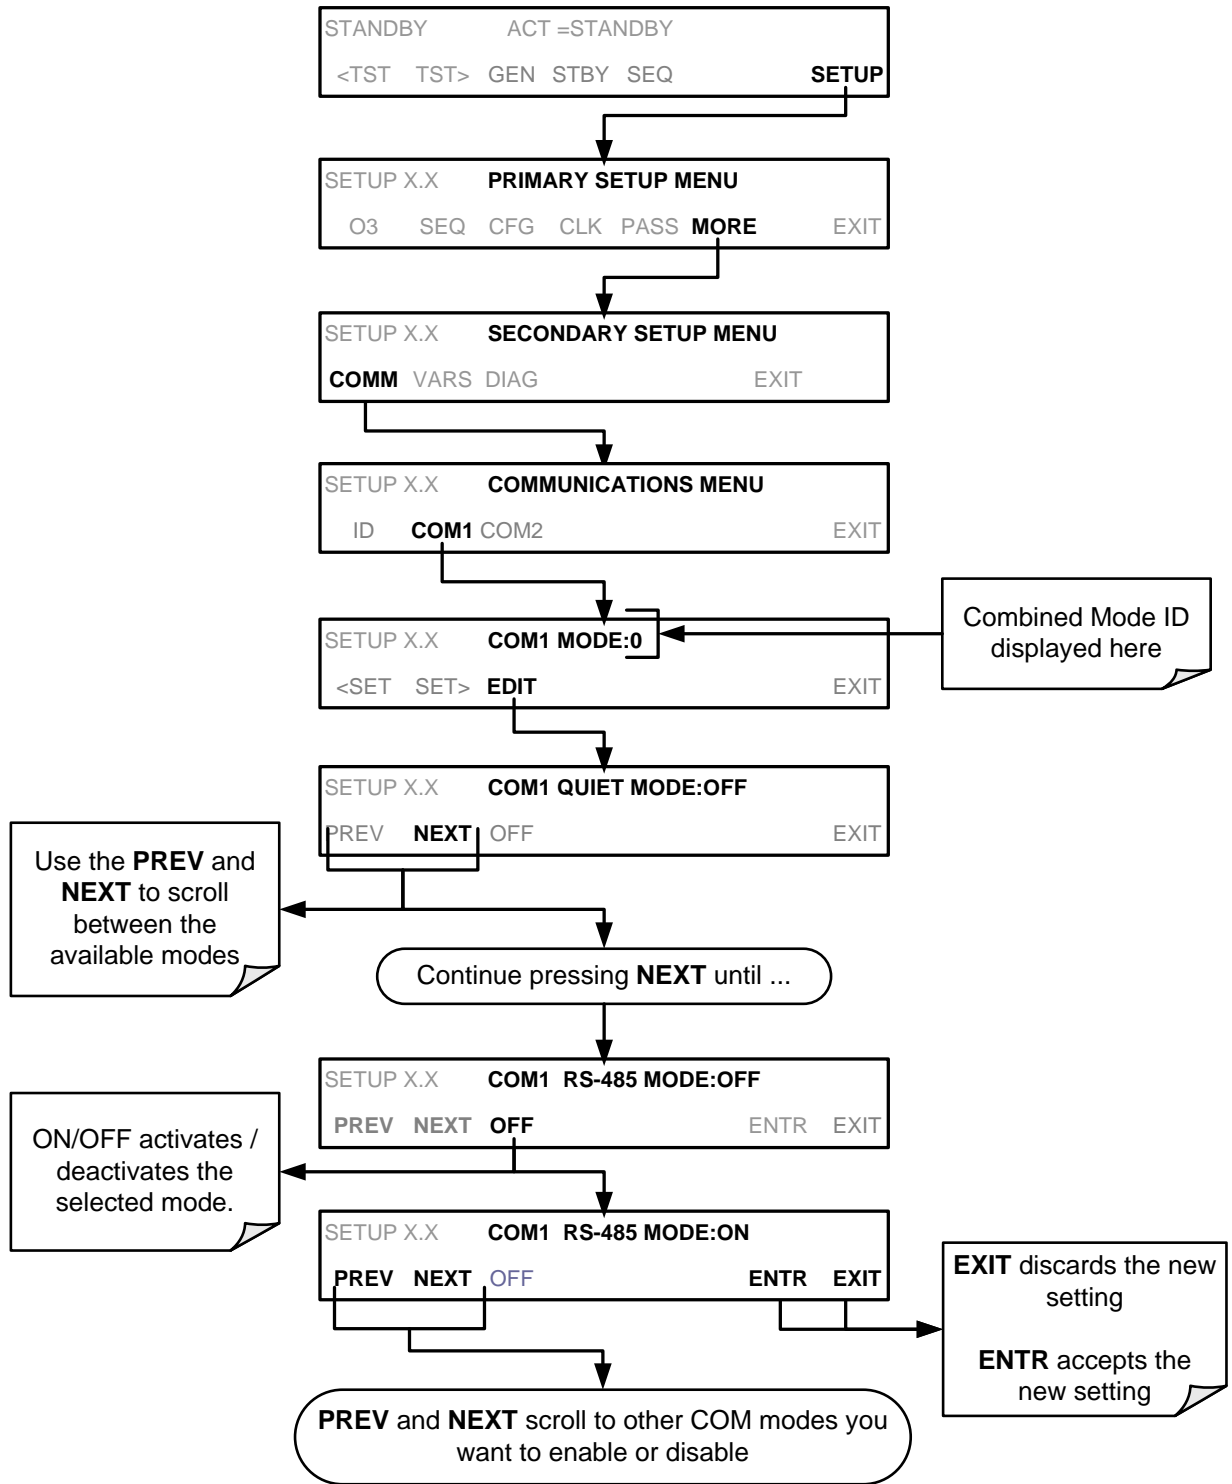 STANDBY ACT =STANDBY
<TST TST> GEN STBY SEQ SETUP
SETUP X.X PRIMARY SETUP MENU
O3 SEQ CFG CLK PASS MORE EXIT
SETUP X.X SECONDARY SETUP MENU
COMM VARS DIAG EXIT
SETUP X.X COMMUNICATIONS MENU
ID COM1 COM2 EXIT
SETUP X.X COM1 MODE:0
<SET SET> EDIT EXIT
Combined Mode ID
displayed here
SETUP X.X COM1 QUIET MODE:OFF
PREV NEXT OFF EXIT
Use the PREV and
NEXT to scroll
between the
available modes
Continue pressing NEXT until ...
SETUP X.X COM1 RS-485 MODE:OFF
PREV NEXT OFF ENTR EXIT
ON/OFF activates /
deactivates the
selected mode.
SETUP X.X COM1 RS-485 MODE:ON
PREV NEXT OFF ENTR EXIT
EXIT discards the new
setting
ENTR accepts the
new setting
PREV and NEXT scroll to other COM modes you
want to enable or disable